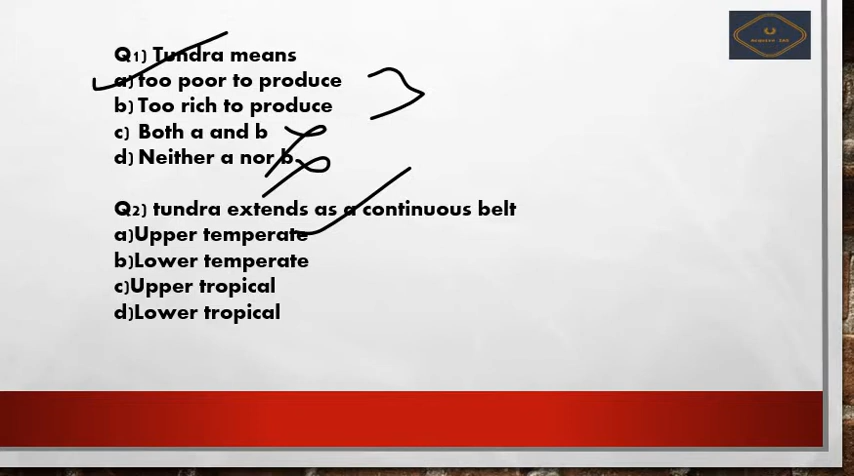 Q1) Tundra means
a) too poor to produce
b) Too rich to produce
c) Both a and b
d) Neither a nor b
Q2) tundra extends as a continuous belt
a)Upper temperate
b)Lower temperate
c)Upper tropical
d)Lower tropical